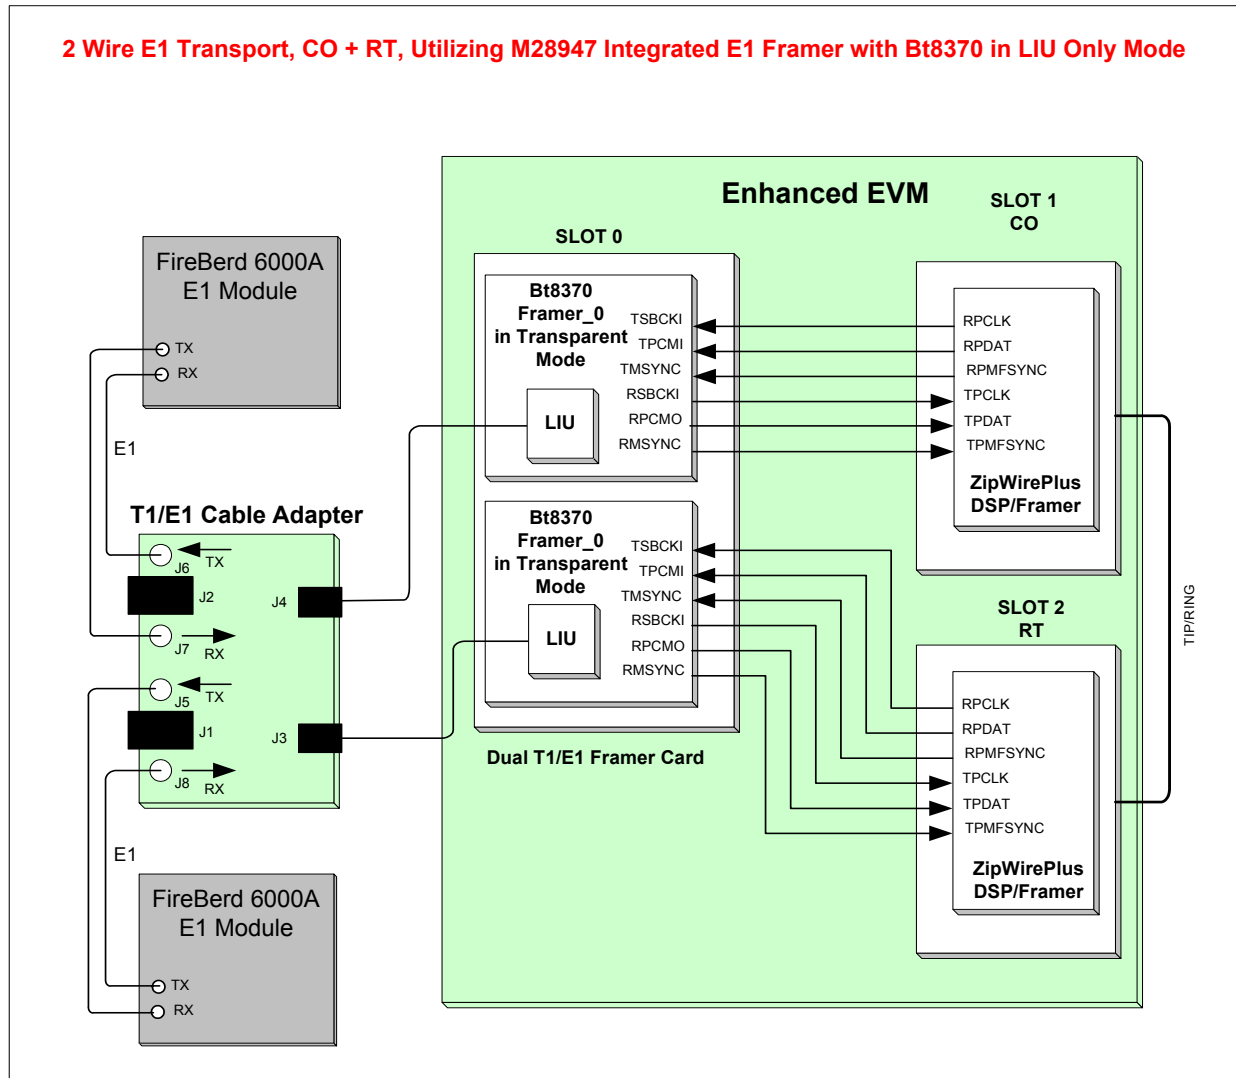 2 Wire E1 Transport, CO + RT, Utilizing M28947 Integrated E1 Framer with Bt8370 in LIU Only Mode
Enhanced EVM
SLOT 1
CO
SLOT 0
FireBerd 6000A
E1 Module
TX
RX
E1
Bt8370
Framer_0
in Transparent
Mode
LIU
TSBCKI
TPCMI
TMSYNC
RSBCKI
RPCMO
RMSYNC
RPCLK
RPDAT
RPMFSYNC
TPCLK
TPDAT
TPMFSYNC
ZipWirePlus
DSP/Framer
T1/E1 Cable Adapter
TX
J6
J2
J4
J7
RX
TX
J5
J1
J3
J8
RX
Bt8370
Framer_0
in Transparent
Mode
LIU
TSBCKI
TPCMI
TMSYNC
RSBCKI
RPCMO
RMSYNC
Dual T1/E1 Framer Card
SLOT 2
RT
TIP/RING
RPCLK
RPDAT
RPMFSYNC
TPCLK
TPDAT
TPMFSYNC
ZipWirePlus
DSP/Framer
E1
FireBerd 6000A
E1 Module
TX
RX